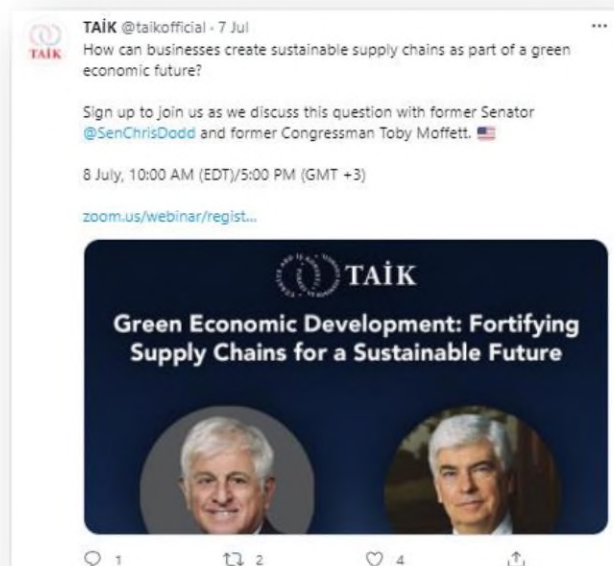 TAİK @taikofficial · 7 Jul
TAİK
How can businesses create sustainable supply chains as part of a green
economic future?
Sign up to join us as we discuss this question with former Senator
@SenChrisDodd and former Congressman Toby Moffett.
8 July, 10:00 AM (EDT)/5:00 PM (GMT +3)
zoom.us/webinar/regist...
TAİK
Green Economic Development: Fortifying
Supply Chains for a Sustainable Future
1 2 4